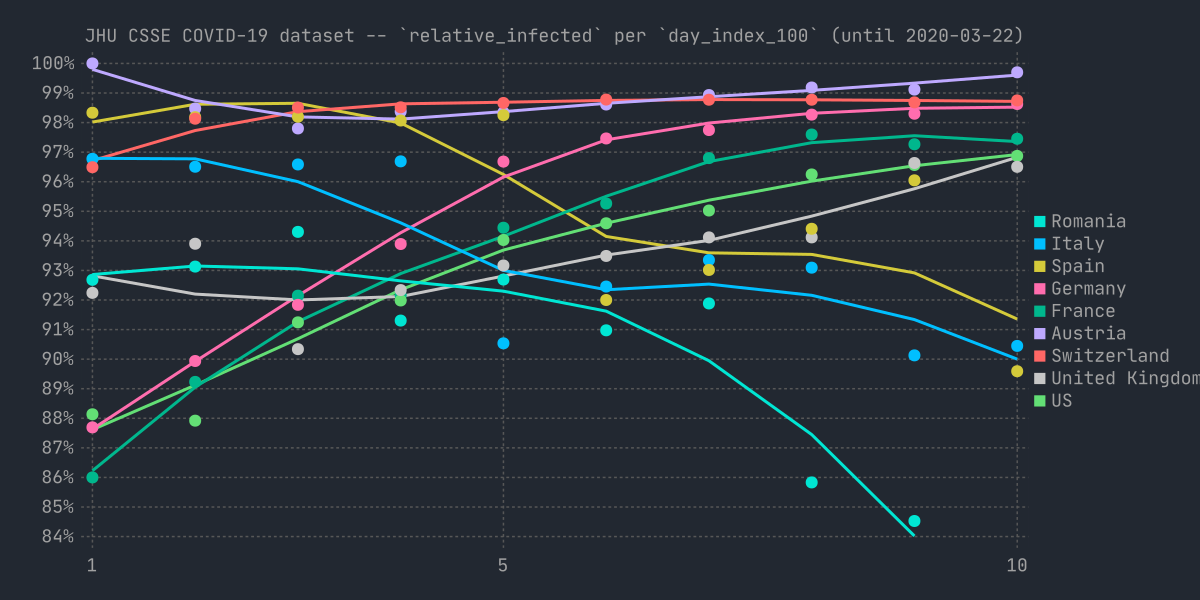 JHU CSSE COVID-19 dataset -- `relative_infected` per `day_index_100` (until 2020-03-22)
100%
99%
98%
97%
96%
95%
94%
93%
92%
91%
90%
89%
88%
87%
86%
85%
84%
1 5 10
Romania
Italy
Spain
Germany
France
Austria
Switzerland
United Kingdom
US